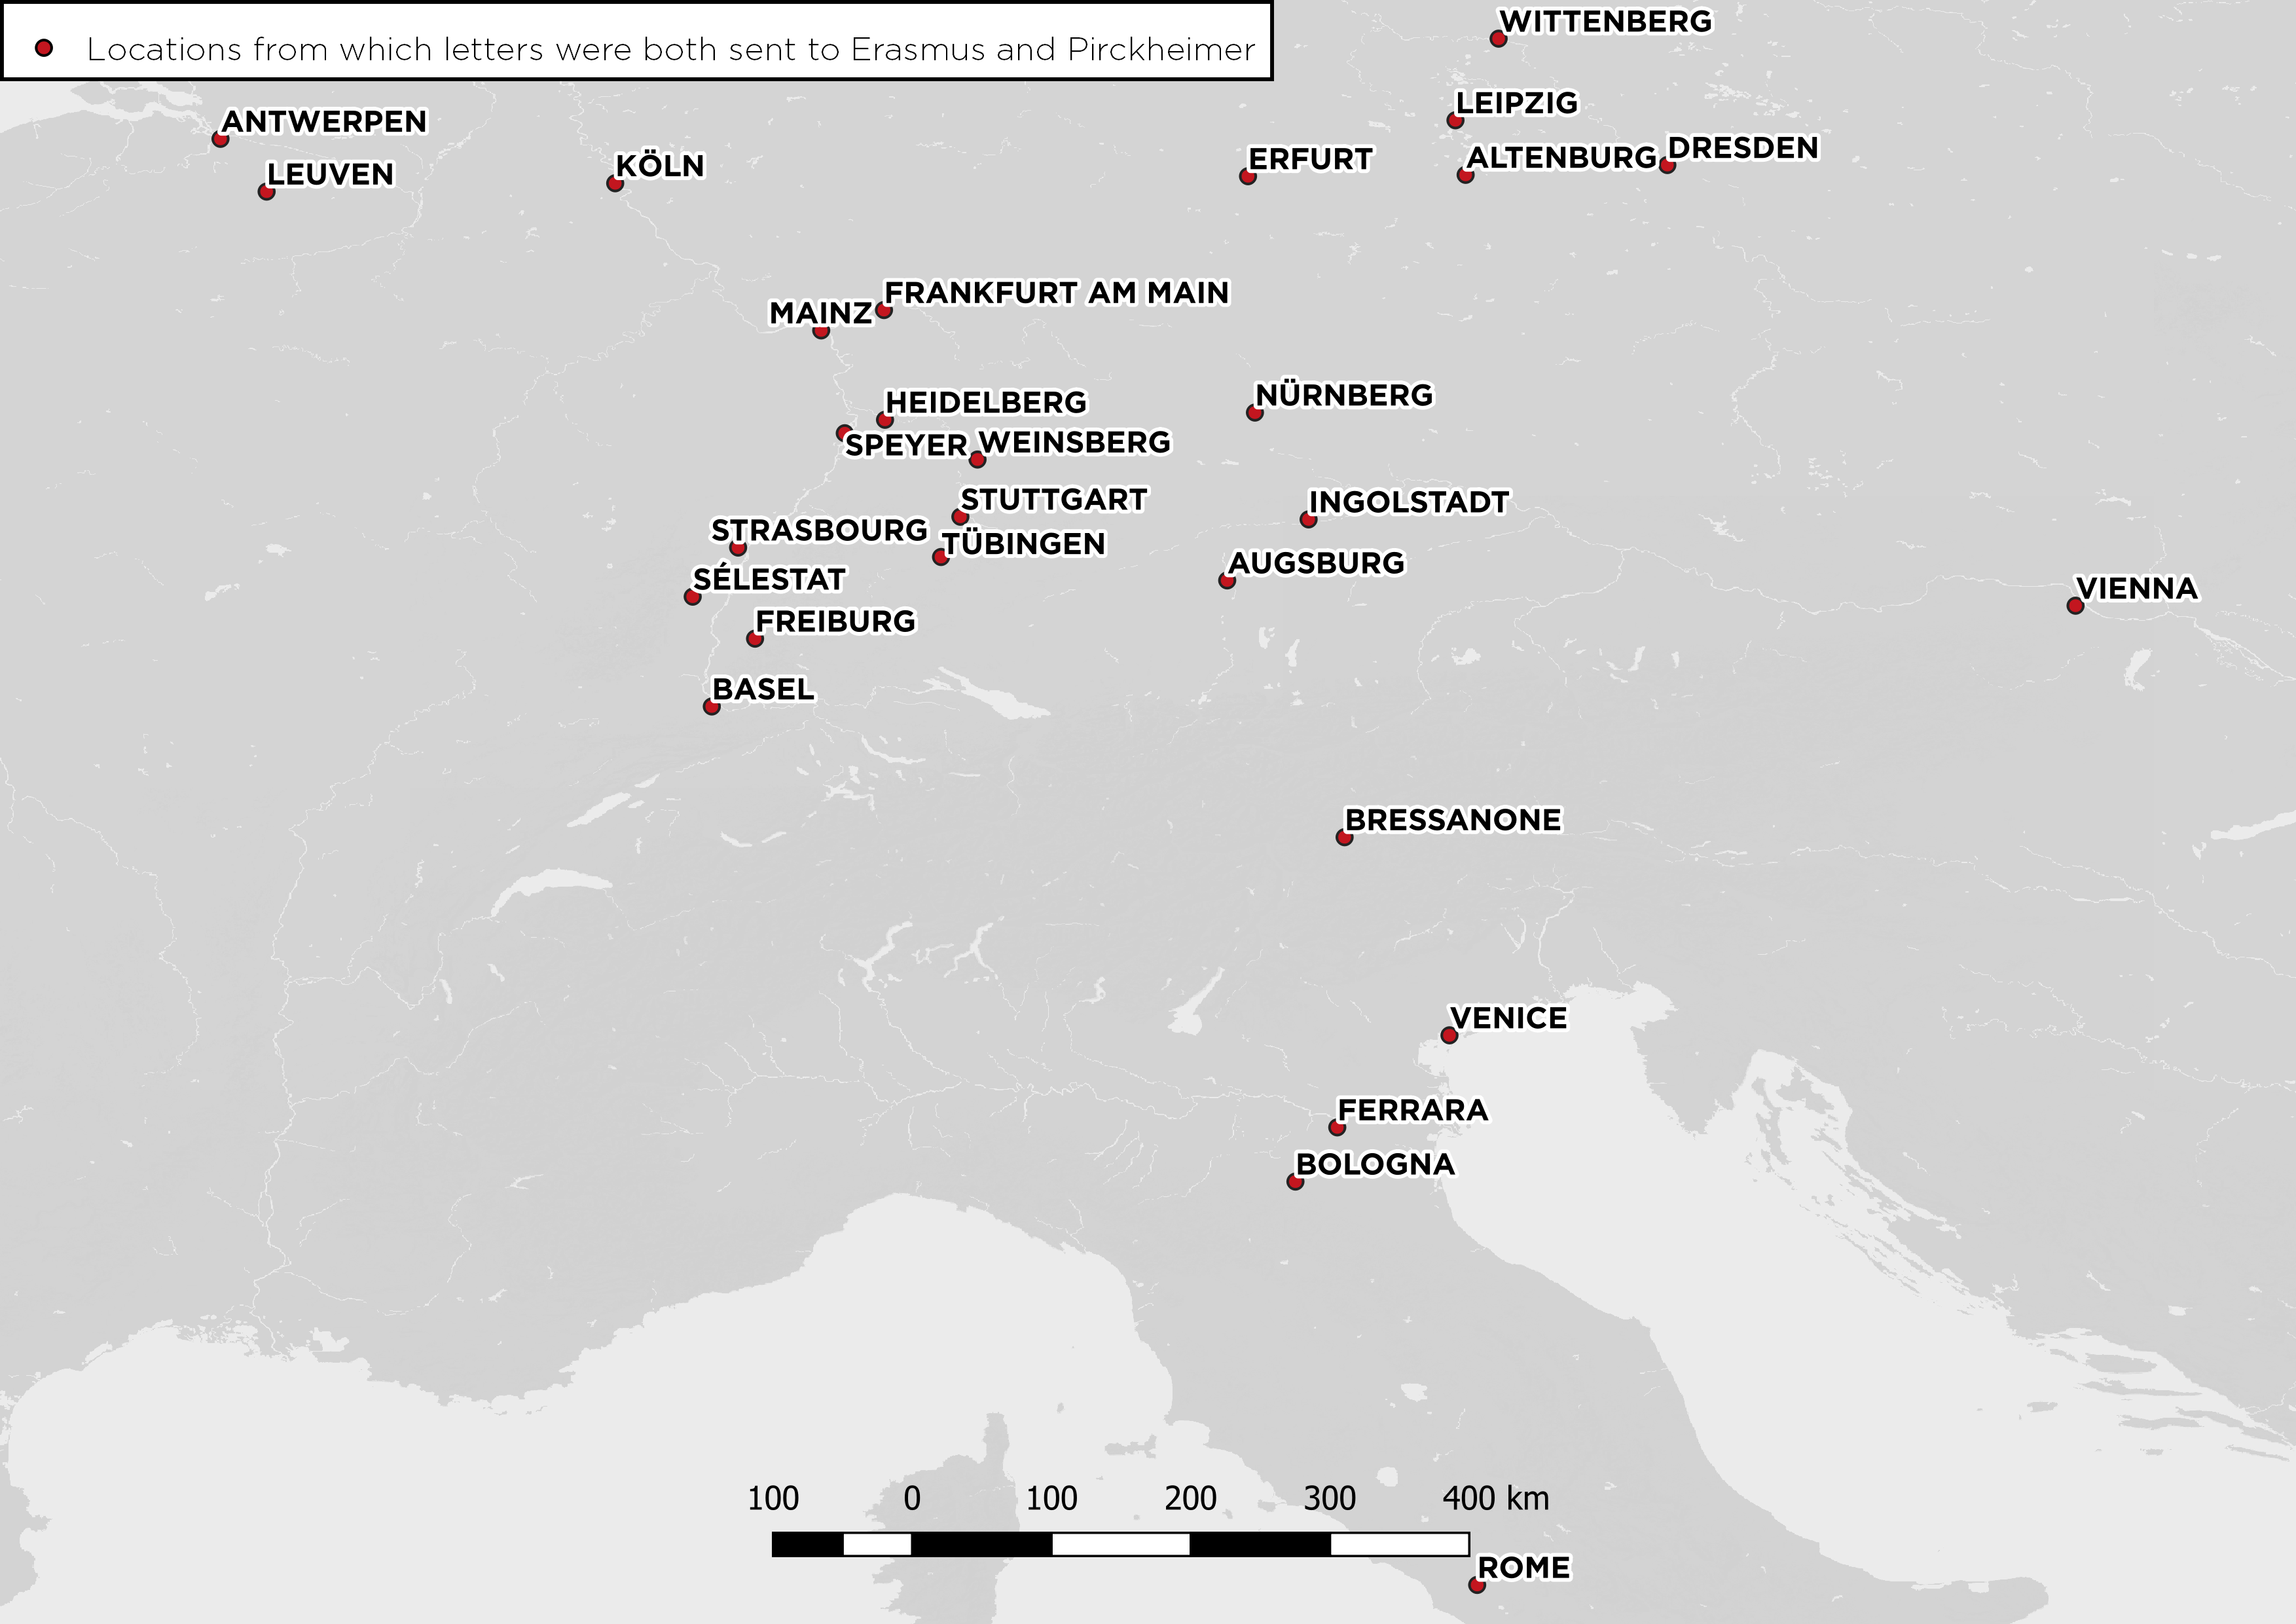 Locations from which letters were both sent to Erasmus and Pirckheimer
WITTENBERG
LEIPZIG
ANTWERPEN
DRESDEN
ALTENBURG
ERFURT
KÖLN
LEUVEN
FRANKFURT AM MAIN
MAINZ
NÜRNBERG
HEIDELBERG
SPEYER
WEINSBERG
STUTTGART
INGOLSTADT
STRASBOURG
TÜBINGEN
AUGSBURG
SÉLESTAT
VIENNA
FREIBURG
BASEL
BRESSANONE
VENICE
FERRARA
BOLOGNA
100 0 100 200 300 400 km
ROME